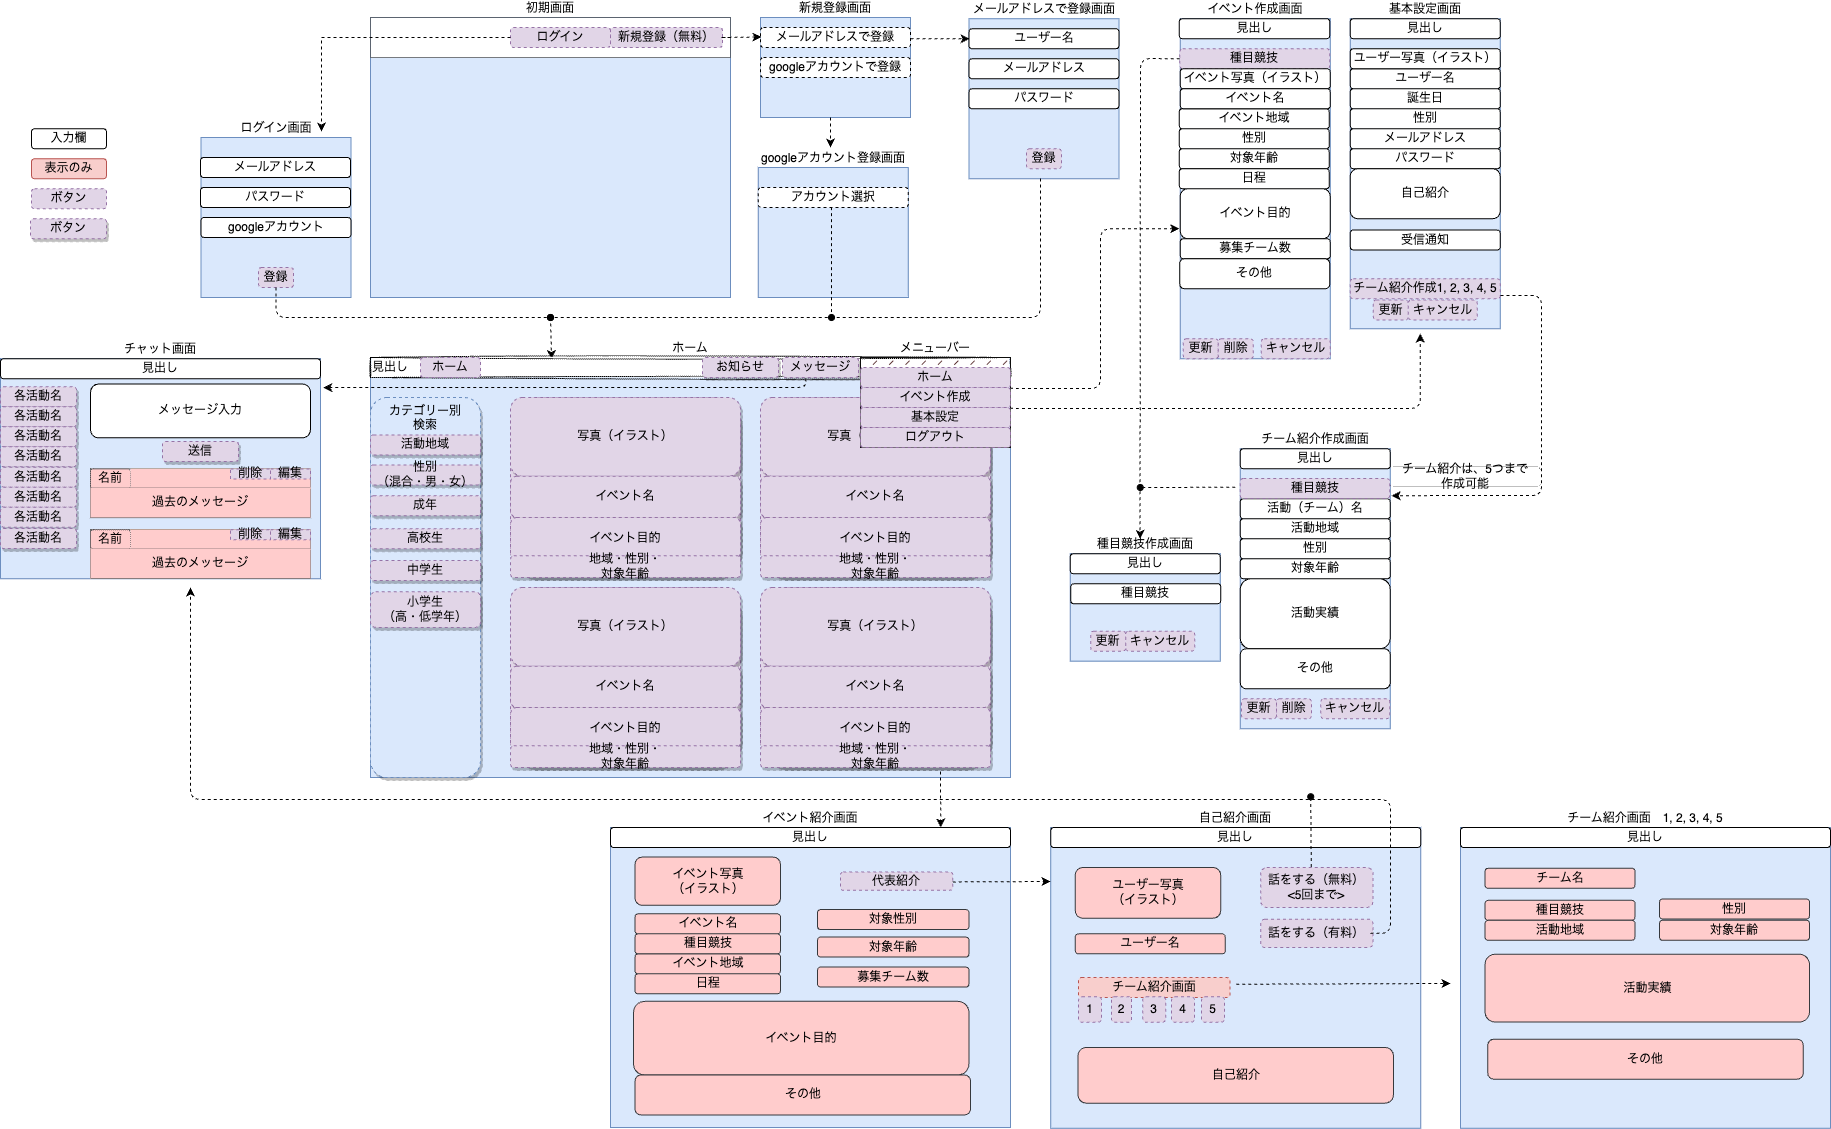 初期画面
ログイン
新規登録（無料）
新規登録画面
メールアドレスで登録
googleアカウントで登録
メールアドレスで登録画面
ユーザー名
メールアドレス
パスワード
登録
イベント作成画面
見出し
種目競技
イベント写真（イラスト）
イベント名
イベント地域
性別
対象年齢
日程
イベント目的
募集チーム数
その他
更新
削除
キャンセル
基本設定画面
見出し
ユーザー写真（イラスト）
ユーザー名
誕生日
性別
メールアドレス
パスワード
自己紹介
受信通知
チーム紹介作成1, 2, 3, 4, 5
更新
キャンセル
入力欄
表示のみ
ボタン
ボタン
ログイン画面
メールアドレス
パスワード
googleアカウント
登録
googleアカウント登録画面
アカウント選択
チャット画面
見出し
各活動名
各活動名
各活動名
各活動名
各活動名
各活動名
各活動名
各活動名
メッセージ入力
送信
名前
削除
編集
過去のメッセージ
名前
削除
編集
過去のメッセージ
ホーム
見出し
ホーム
お知らせ
メッセージ
メニューバー
ホーム
イベント作成
基本設定
ログアウト
カテゴリー別
検索
活動地域
性別
（混合・男・女）
成年
高校生
中学生
小学生
（高・低学年）
写真（イラスト）
イベント名
イベント目的
地域・性別・
対象年齢
写真
イベント名
イベント目的
地域・性別・
対象年齢
写真（イラスト）
イベント名
イベント目的
地域・性別・
対象年齢
写真（イラスト）
イベント名
イベント目的
地域・性別・
対象年齢
種目競技作成画面
見出し
種目競技
更新
キャンセル
チーム紹介作成画面
見出し
種目競技
活動（チーム）名
活動地域
性別
対象年齢
活動実績
その他
更新
削除
キャンセル
チーム紹介は、5つまで
作成可能
イベント紹介画面
見出し
イベント写真
（イラスト）
代表紹介
イベント名
種目競技
イベント地域
日程
対象性別
対象年齢
募集チーム数
イベント目的
その他
自己紹介画面
見出し
ユーザー写真
（イラスト）
話をする（無料）
<5回まで>
ユーザー名
話をする（有料）
チーム紹介画面
1
2
3
4
5
自己紹介
チーム紹介画面　1, 2, 3, 4, 5
見出し
チーム名
種目競技
活動地域
性別
対象年齢
活動実績
その他